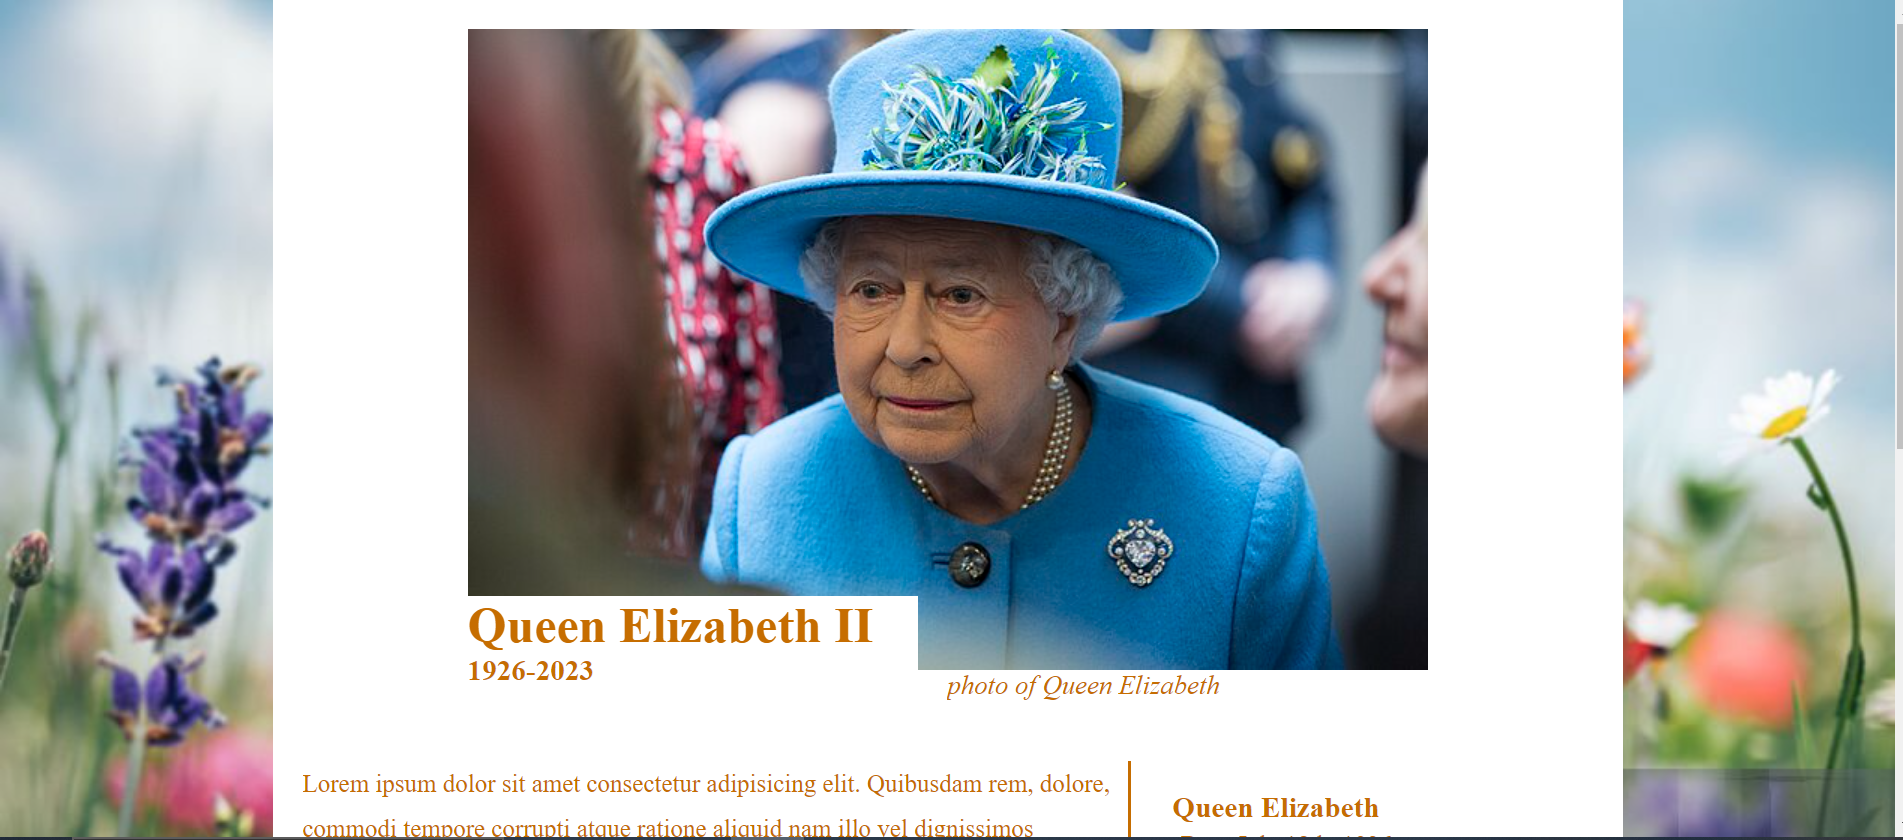 Queen Elizabeth II
1926-2023
photo of Queen Elizabeth
Lorem ipsum dolor sit amet consectetur adipisicing elit. Quibusdam rem, dolore,
commodi tempore corrupti atque ratione aliquid nam illo vel dignissimos
Queen Elizabeth